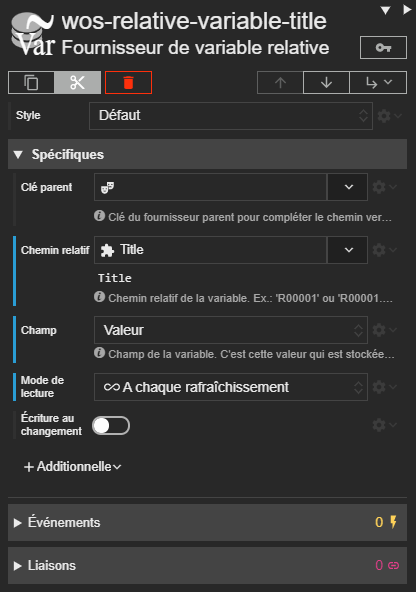 wos-relative-variable-title
var
Fournisseur de variable relative
Style
Défaut
Spécifiques
Clé parent
Clé du fournisseur parent pour compléter le chemin ver…
Chemin relatif
Title
Title
Chemin relatif de la variable. Ex.: 'R00001' ou 'R00001.…
Champ
Valeur
Champ de la variable. C'est cette valeur qui est stockée…
Mode de
lecture
A chaque rafraîchissement
Écriture au
changement
+ Additionnelle
Événements
0
Liaisons
0